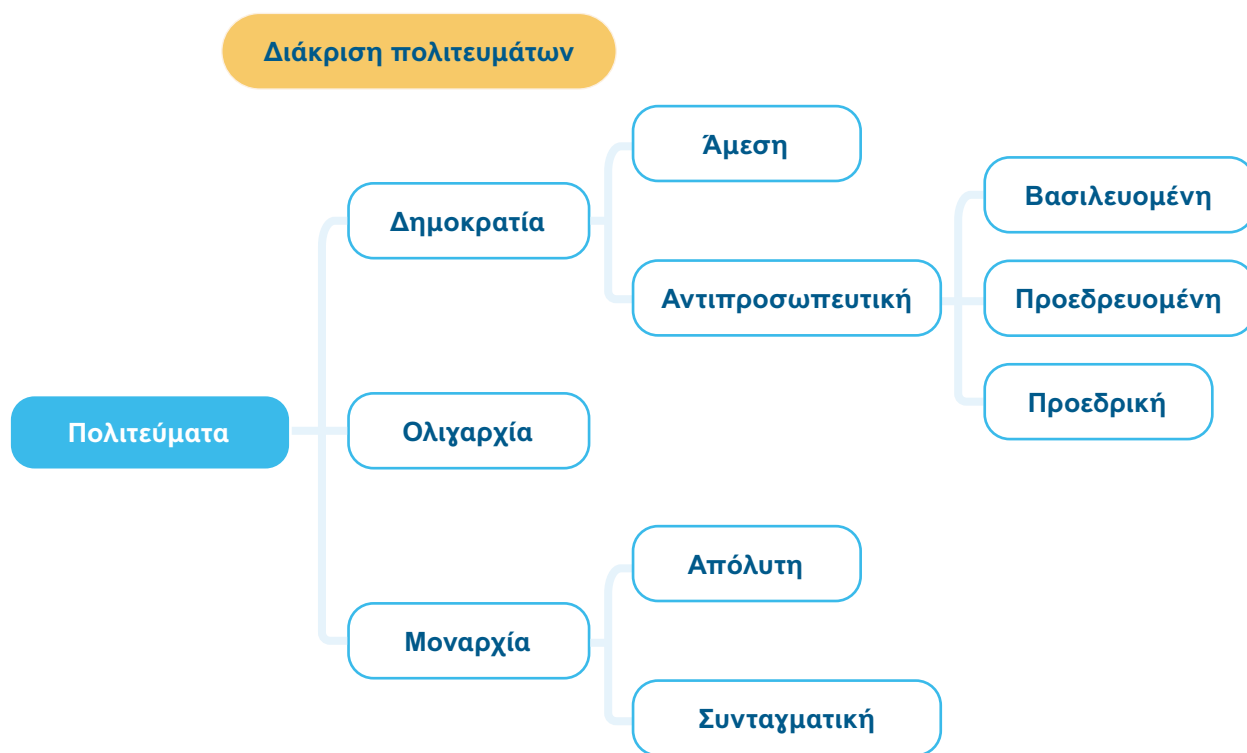 Διάκριση πολιτευμάτων
Πολιτεύματα
Δημοκρατία
Άμεση
Αντιπροσωπευτική
Βασιλευομένη
Προεδρευομένη
Προεδρική
Ολιγαρχία
Μοναρχία
Απόλυτη
Συνταγματική